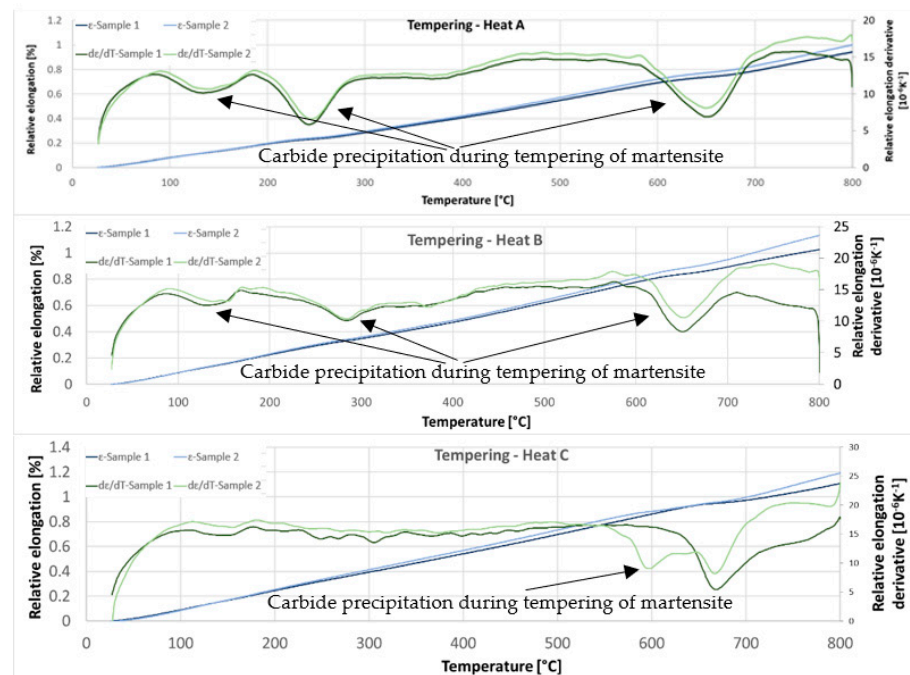 Tempering - Heat A
ε-Sample 1
ε-Sample 2
dε/dT-Sample 1
dε/dT-Sample 2
Relative elongation [%]
1.2
1
0.8
0.6
0.4
0.2
0
20
15
10
5
0
Relative elongation derivative
[10⁻⁶K⁻¹]
Carbide precipitation during tempering of martensite
0
100
200
300
400
500
600
700
800
Temperature [°C]
Tempering - Heat B
ε-Sample 1
ε-Sample 2
dε/dT-Sample 1
dε/dT-Sample 2
Relative elongation [%]
1.2
1
0.8
0.6
0.4
0.2
0
25
20
15
10
5
0
Relative elongation
derivative [10⁻⁶K⁻¹]
Carbide precipitation during tempering of martensite
0
100
200
300
400
500
600
700
800
Temperature [°C]
Tempering - Heat C
ε-Sample 1
ε-Sample 2
dε/dT-Sample 1
dε/dT-Sample 2
Relative elongation [%]
1.4
1.2
1
0.8
0.6
0.4
0.2
0
30
25
20
15
10
5
0
Relative elongation
derivative [10⁻⁶K⁻¹]
Carbide precipitation during tempering of martensite
0
100
200
300
400
500
600
700
800
Temperature [°C]